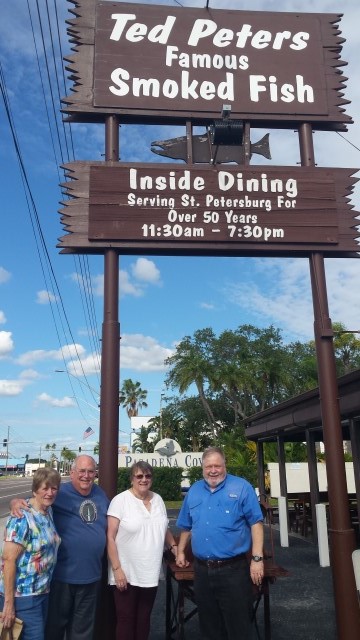 Ted Peters
Famous
Smoked Fish
Inside Dining
Serving St. Petersburg For
Over 50 Years
11:30am - 7:30pm